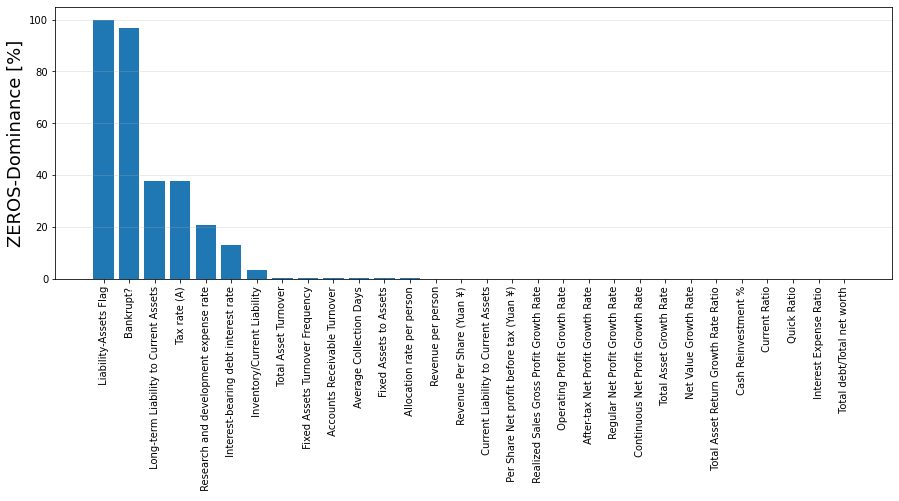 ZEROS-Dominance [%]
100
80
60
40
20
0
Liability-Assets Flag
Bankrupt?
Long-term Liability to Current Assets
Tax rate (A)
Research and development expense rate
Interest-bearing debt interest rate
Inventory/Current Liability
Total Asset Turnover
Fixed Assets Turnover Frequency
Accounts Receivable Turnover
Average Collection Days
Fixed Assets to Assets
Allocation rate per person
Revenue per person
Revenue Per Share (Yuan ¥)
Current Liability to Current Assets
Per Share Net profit before tax (Yuan ¥)
Realized Sales Gross Profit Growth Rate
Operating Profit Growth Rate
After-tax Net Profit Growth Rate
Regular Net Profit Growth Rate
Continuous Net Profit Growth Rate
Total Asset Growth Rate
Net Value Growth Rate
Total Asset Return Growth Rate Ratio
Cash Reinvestment %
Current Ratio
Quick Ratio
Interest Expense Ratio
Total debt/Total net worth